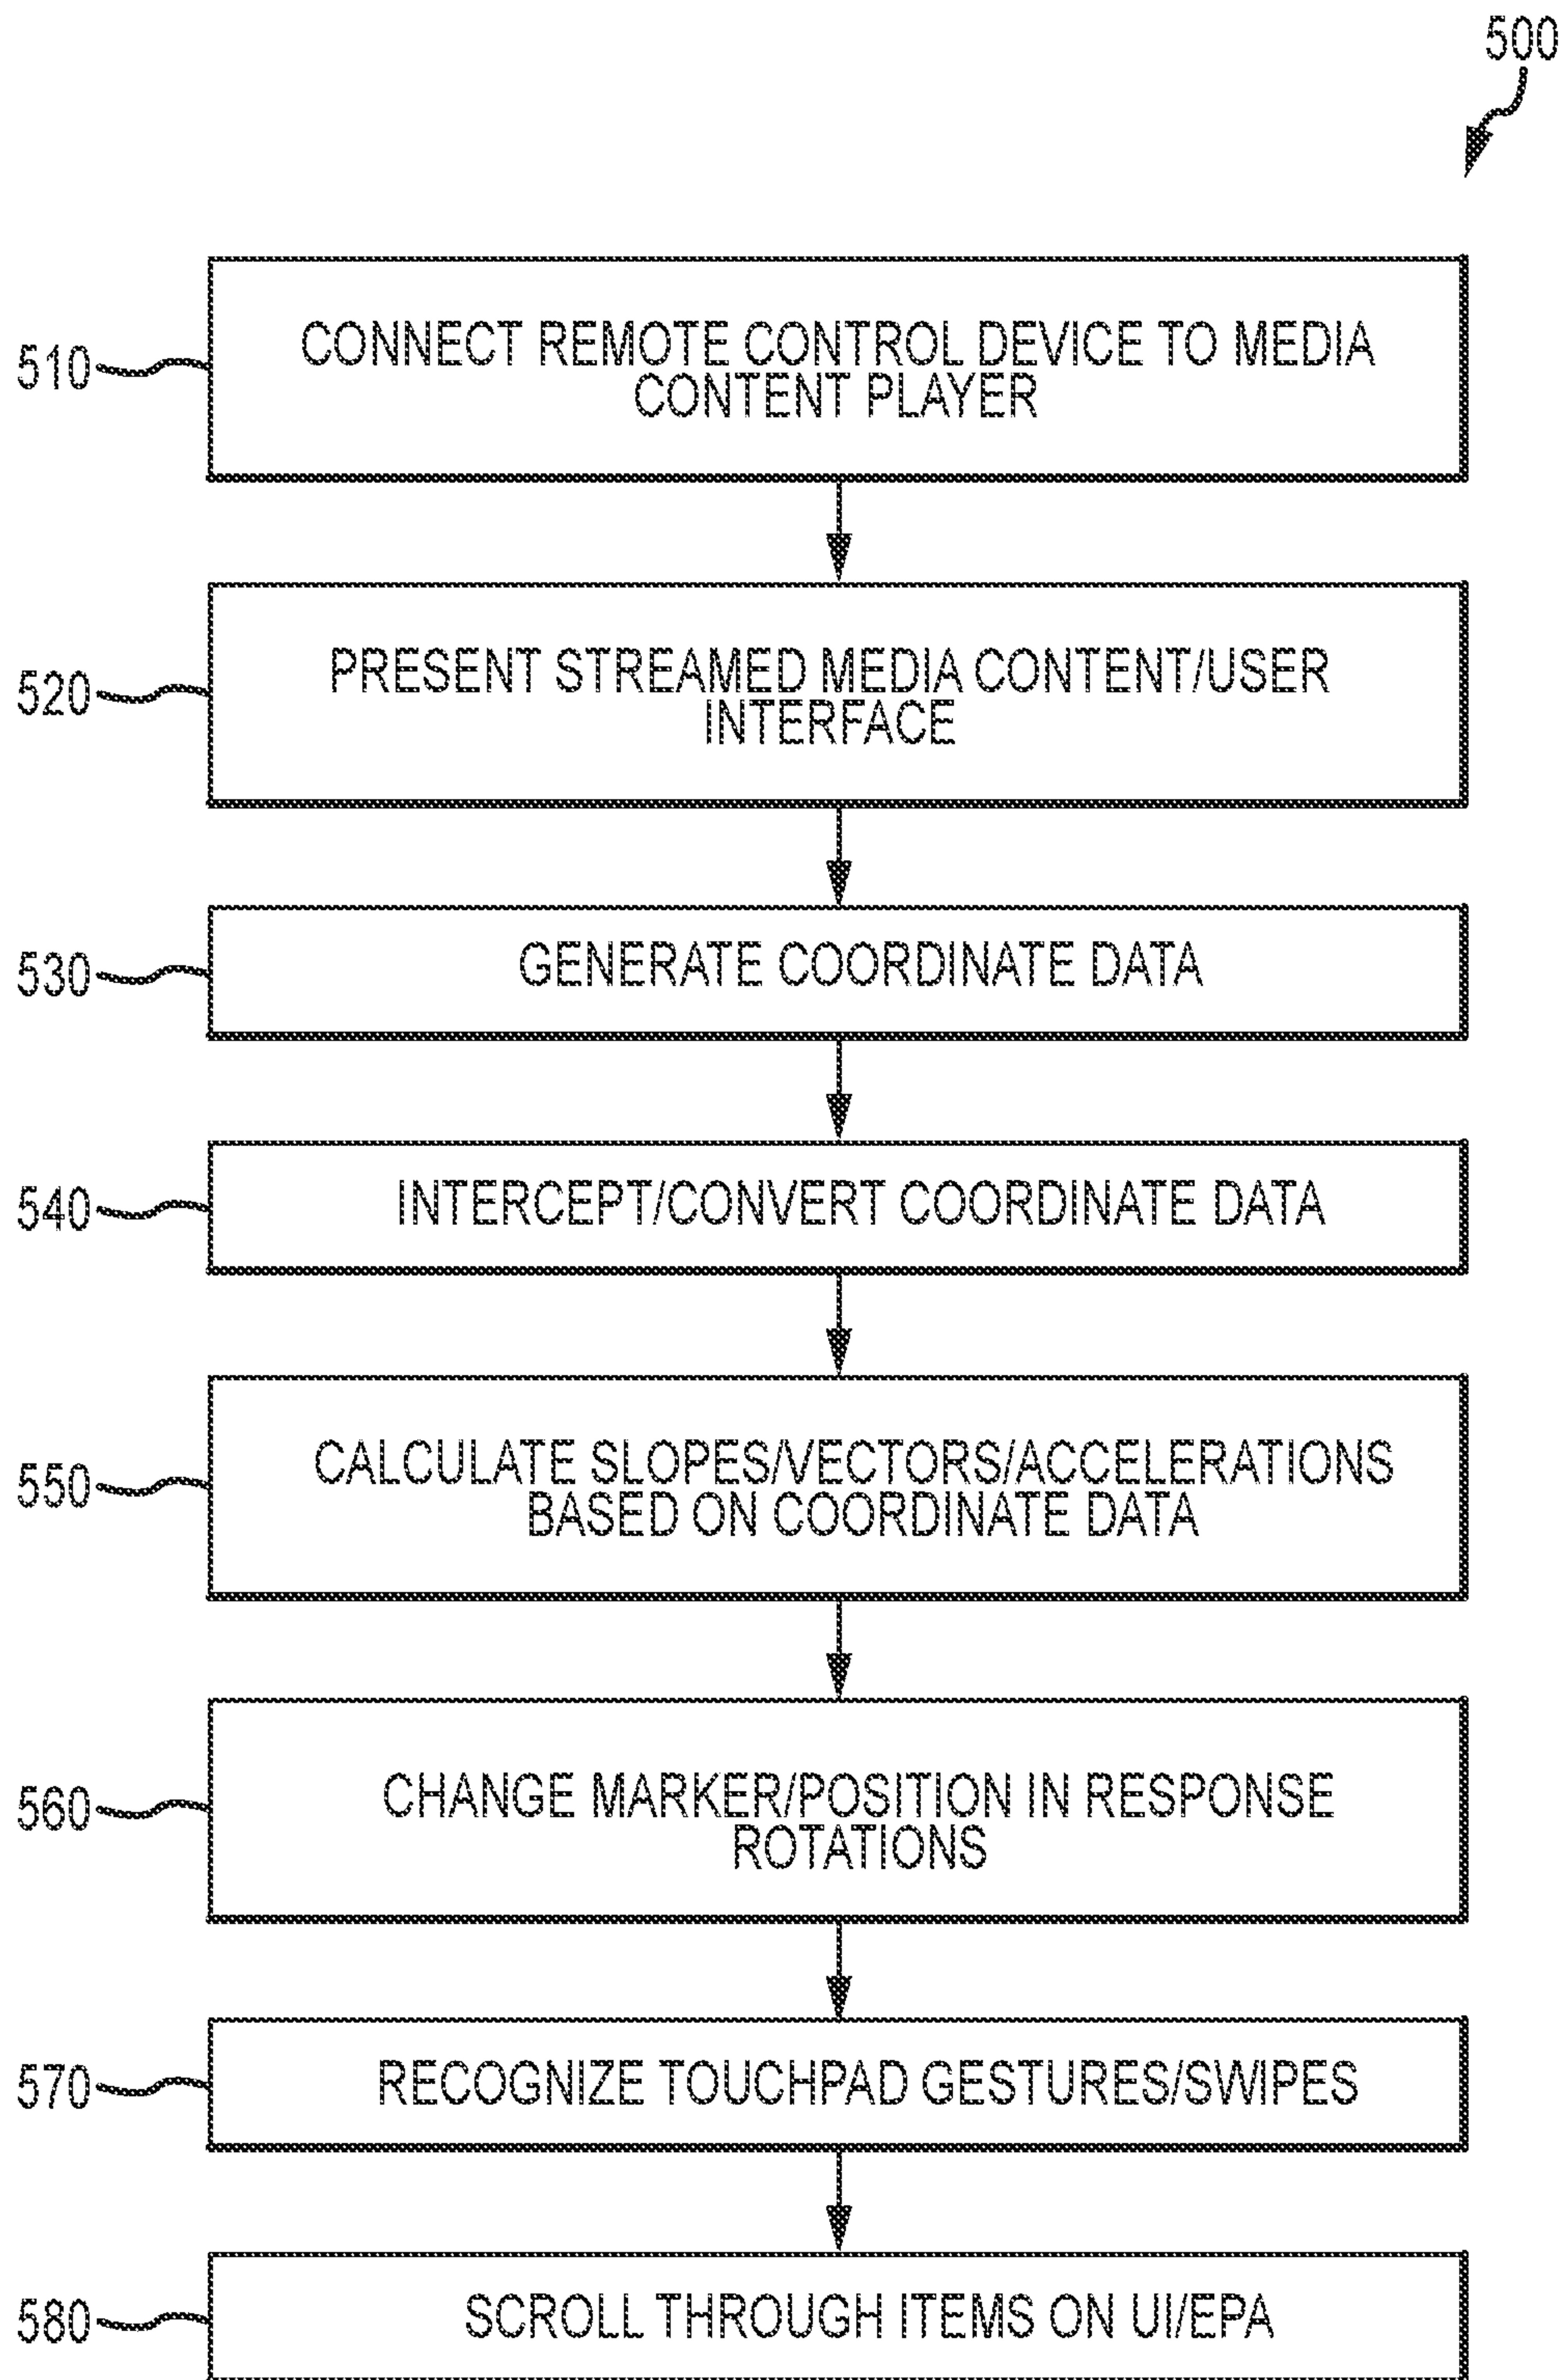 500
510
CONNECT REMOTE CONTROL DEVICE TO MEDIA
CONTENT PLAYER
520
PRESENT STREAMED MEDIA CONTENT/USER
INTERFACE
530
GENERATE COORDINATE DATA
540
INTERCEPT/CONVERT COORDINATE DATA
550
CALCULATE SLOPES/VECTORS/ACCELERATIONS
BASED ON COORDINATE DATA
560
CHANGE MARKER/POSITION IN RESPONSE
ROTATIONS
570
RECOGNIZE TOUCHPAD GESTURES/SWIPES
580
SCROLL THROUGH ITEMS ON UI/EPA